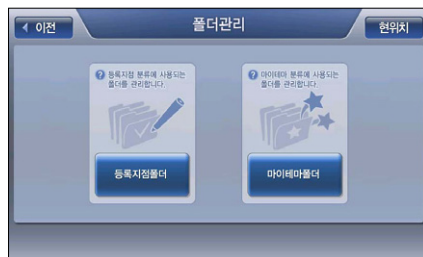 이전
폴더관리
현위치
등록지점 분류에 사용되는
폴더를 관리합니다.
마이테마 분류에 사용되는
폴더를 관리합니다.
등록지점폴더
마이테마폴더